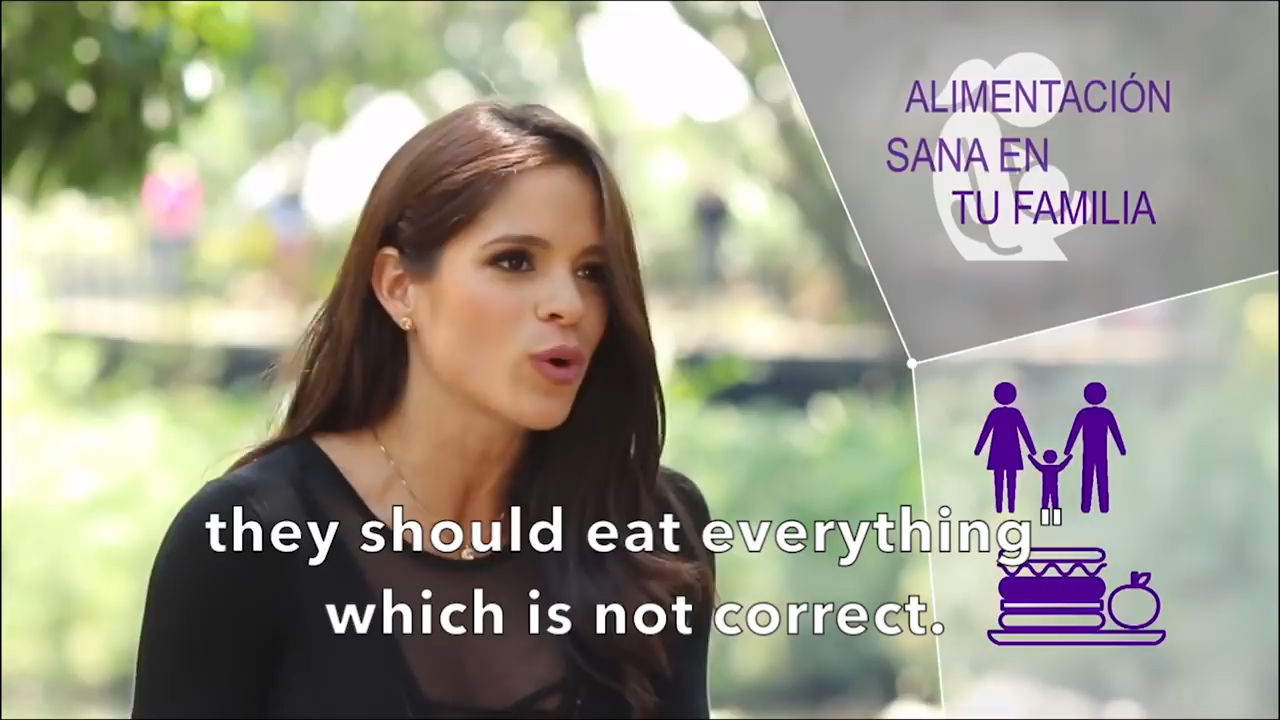 ALIMENTACIÓN
SANA EN
TU FAMILIA
they should eat everything"
which is not correct.